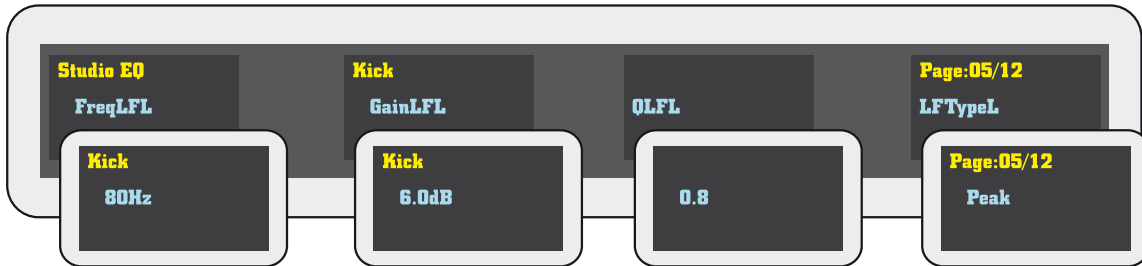 Studio EQ Kick Page:05/12
FreqLFL GainLFL QLFL LFTypeL
Kick Kick Page:05/12
80Hz 6.0dB 0.8 Peak